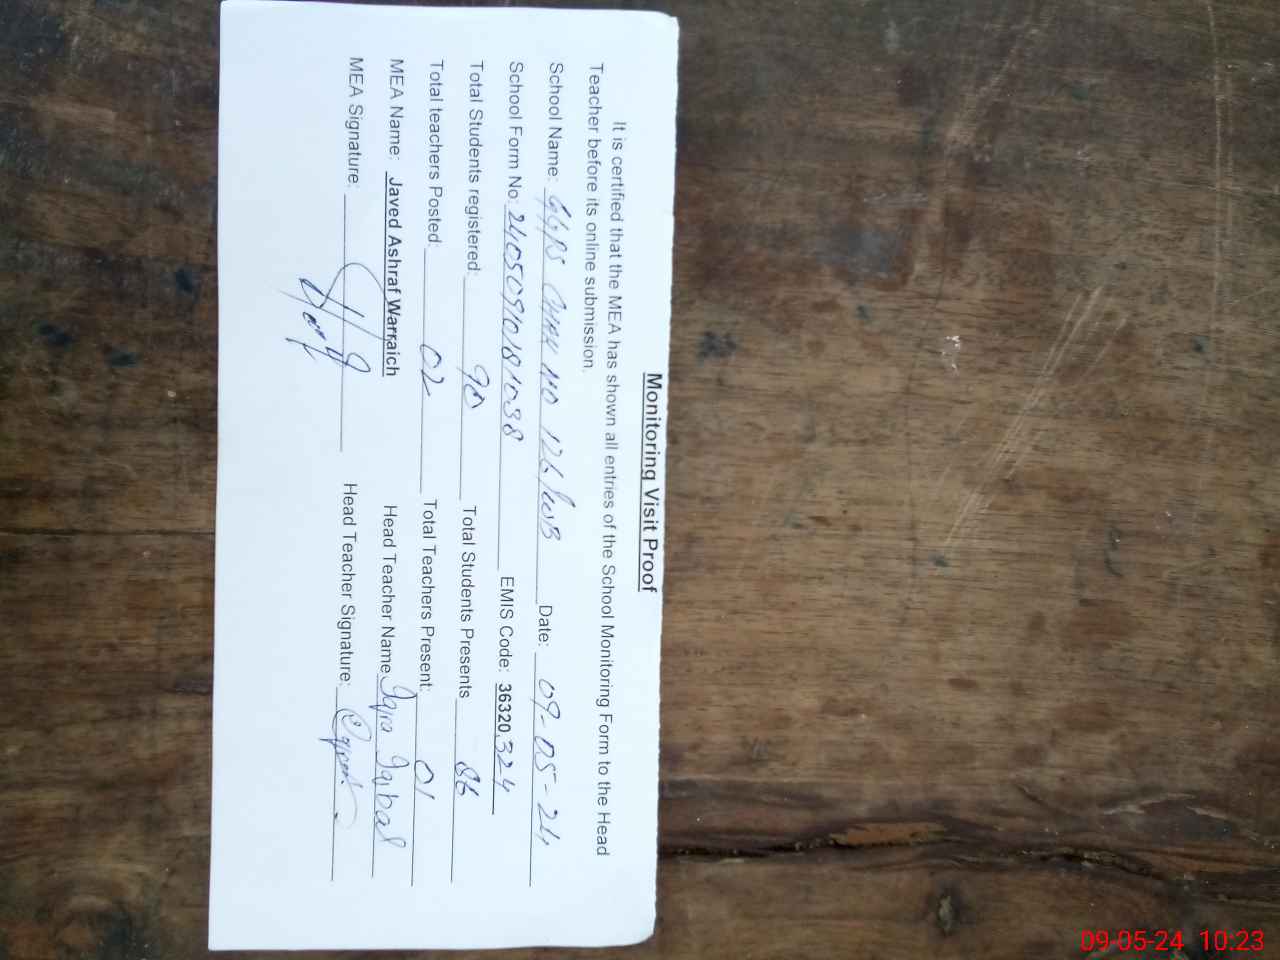 Monitoring Visit Proof
It is certified that the MEA has shown all entries of the School Monitoring Form to the Head
Teacher before its online submission.
School Name: GGPS CHAK NO 126/WB Date: 09-05-24
School Form No: 24050910181038 EMIS Code: 36320324
Total Students registered: 90 Total Students Presents 86
Total teachers Posted: 02 Total Teachers Present: 01
MEA Name: Javed Ashraf Warraich Head Teacher Name Iqra Iqbal
MEA Signature: Head Teacher Signature:
09-05-24 10:23